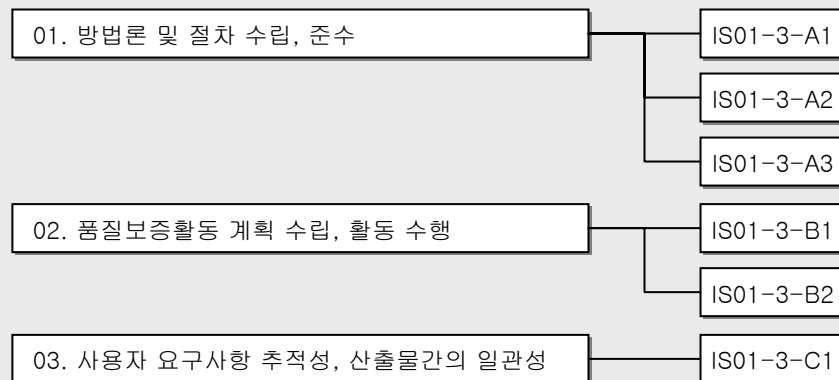 01. 방법론 및 절차 수립, 준수
IS01-3-A1
IS01-3-A2
IS01-3-A3
02. 품질보증활동 계획 수립, 활동 수행
IS01-3-B1
IS01-3-B2
03. 사용자 요구사항 추적성, 산출물간의 일관성
IS01-3-C1